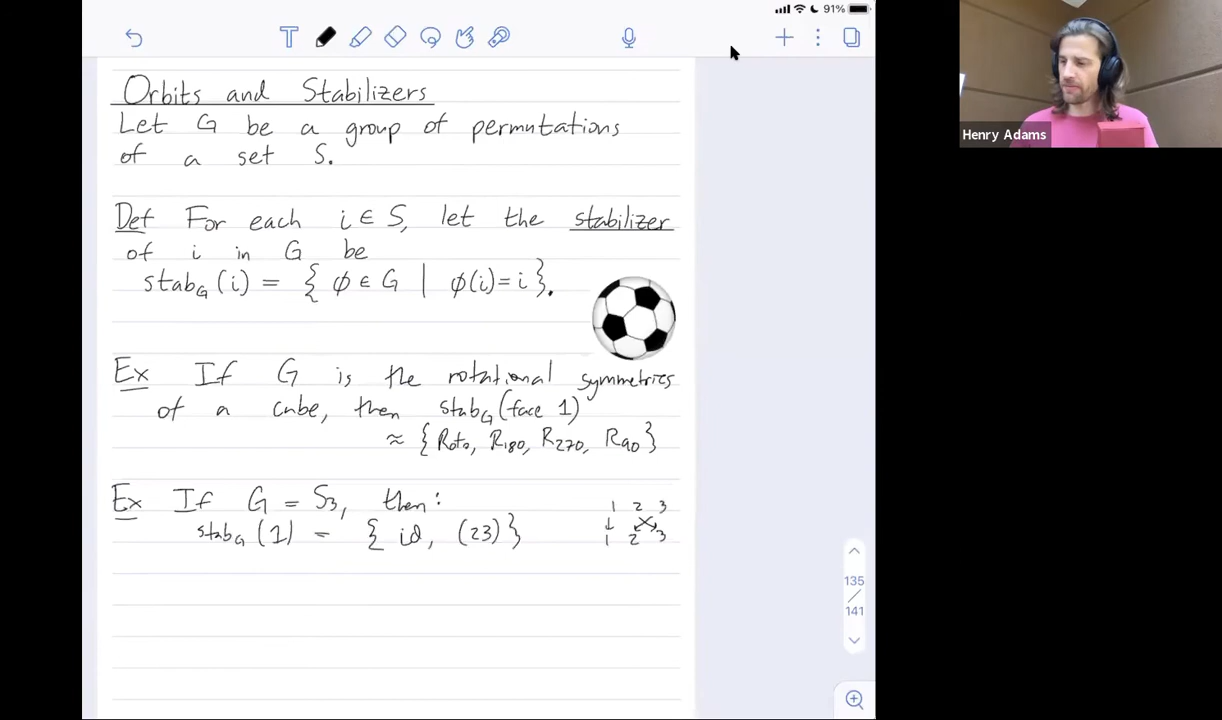 91%
Orbits and Stabilizers
Let G be a group of permutations
of a set S.
Def For each i ∈ S, let the stabilizer
of i in G be
stab_G(i) = { φ ∈ G | φ(i)=i }.
Ex If G is the rotational symmetries
of a cube, then stab_G(face 1)
≈ { R_180, R_270, R_90 }
Ex If G = S_3, then:
stab_G(1) = { id, (23) }
1 2 3
1 2 3
135
/
141
Henry Adams